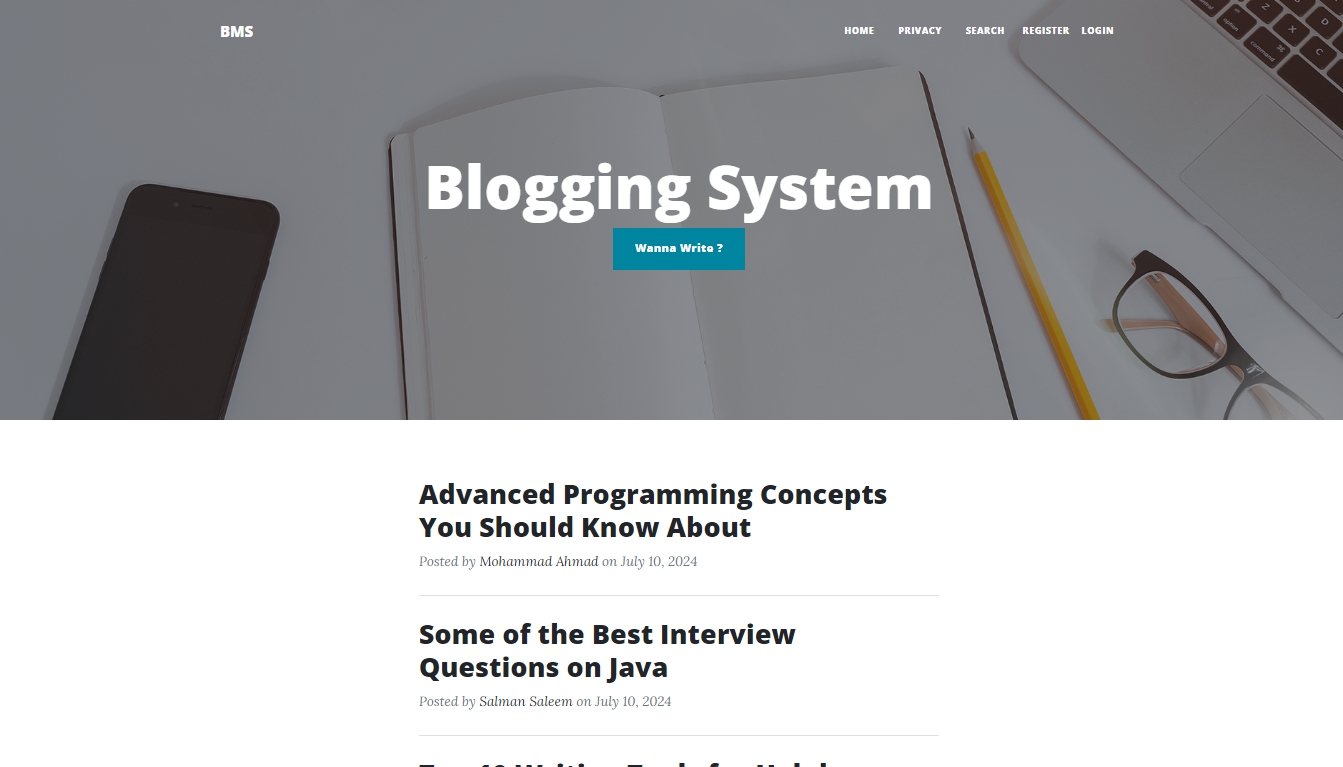 BMS
HOME PRIVACY SEARCH REGISTER LOGIN
Blogging System
Wanna Write ?
Advanced Programming Concepts
You Should Know About
Posted by Mohammad Ahmad on July 10, 2024
Some of the Best Interview
Questions on Java
Posted by Salman Saleem on July 10, 2024